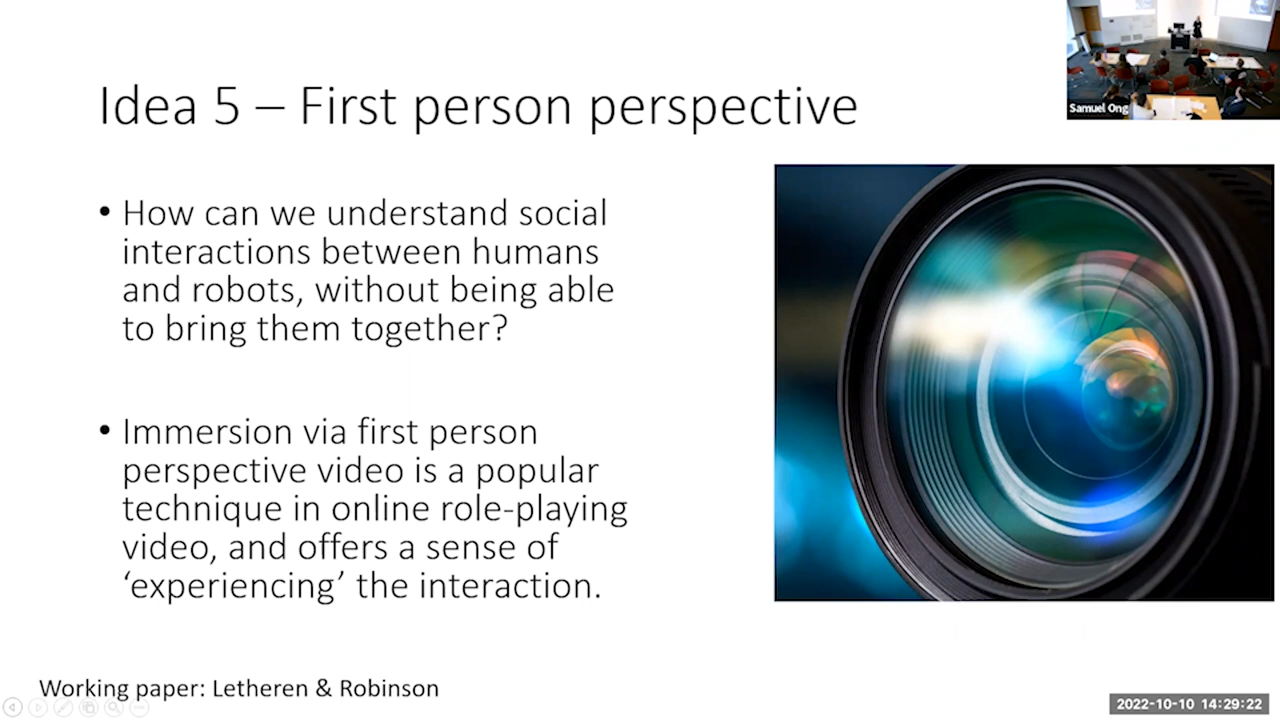 Samuel Ong
Idea 5 – First person perspective
• How can we understand social
interactions between humans
and robots, without being able
to bring them together?
• Immersion via first person
perspective video is a popular
technique in online role-playing
video, and offers a sense of
‘experiencing’ the interaction.
Working paper: Letheren & Robinson
2022-10-10 14:29:22